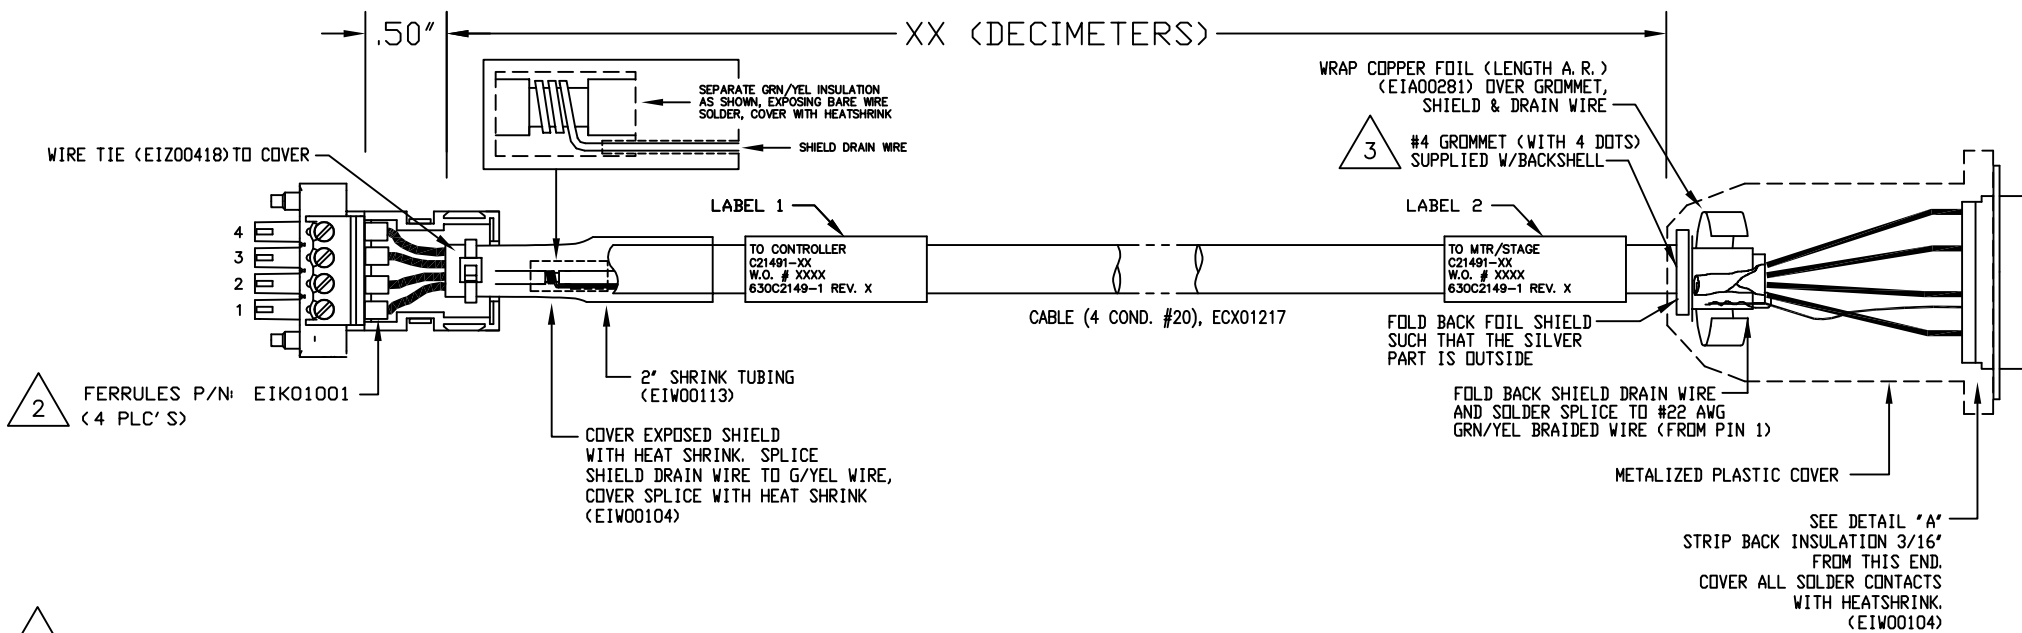 .50"
XX (DECIMETERS)
SEPARATE GRN/YEL INSULATION
AS SHOWN, EXPOSING BARE WIRE
SOLDER, COVER WITH HEATSHRINK
SHIELD DRAIN WIRE
WRAP COPPER FOIL (LENGTH A.R.)
(EIA00281) OVER GROMMET,
SHIELD & DRAIN WIRE
3
#4 GROMMET (WITH 4 DOTS)
SUPPLIED W/BACKSHELL
WIRE TIE (EIZ00418) TO COVER
4
3
2
1
LABEL 1
TO CONTROLLER
C21491-XX
W.O. # XXXX
630C2149-1 REV. X
LABEL 2
TO MTR/STAGE
C21491-XX
W.O. # XXXX
630C2149-1 REV. X
CABLE (4 COND. #20), ECX01217
FOLD BACK FOIL SHIELD
SUCH THAT THE SILVER
PART IS OUTSIDE
2
FERRULES P/N: EIK01001
(4 PLC'S)
2" SHRINK TUBING
(EIW00113)
COVER EXPOSED SHIELD
WITH HEAT SHRINK. SPLICE
SHIELD DRAIN WIRE TO G/YEL WIRE,
COVER SPLICE WITH HEAT SHRINK
(EIW00104)
FOLD BACK SHIELD DRAIN WIRE
AND SOLDER SPLICE TO #22 AWG
GRN/YEL BRAIDED WIRE (FROM PIN 1)
METALIZED PLASTIC COVER
SEE DETAIL "A"
STRIP BACK INSULATION 3/16"
FROM THIS END.
COVER ALL SOLDER CONTACTS
WITH HEATSHRINK.
(EIW00104)